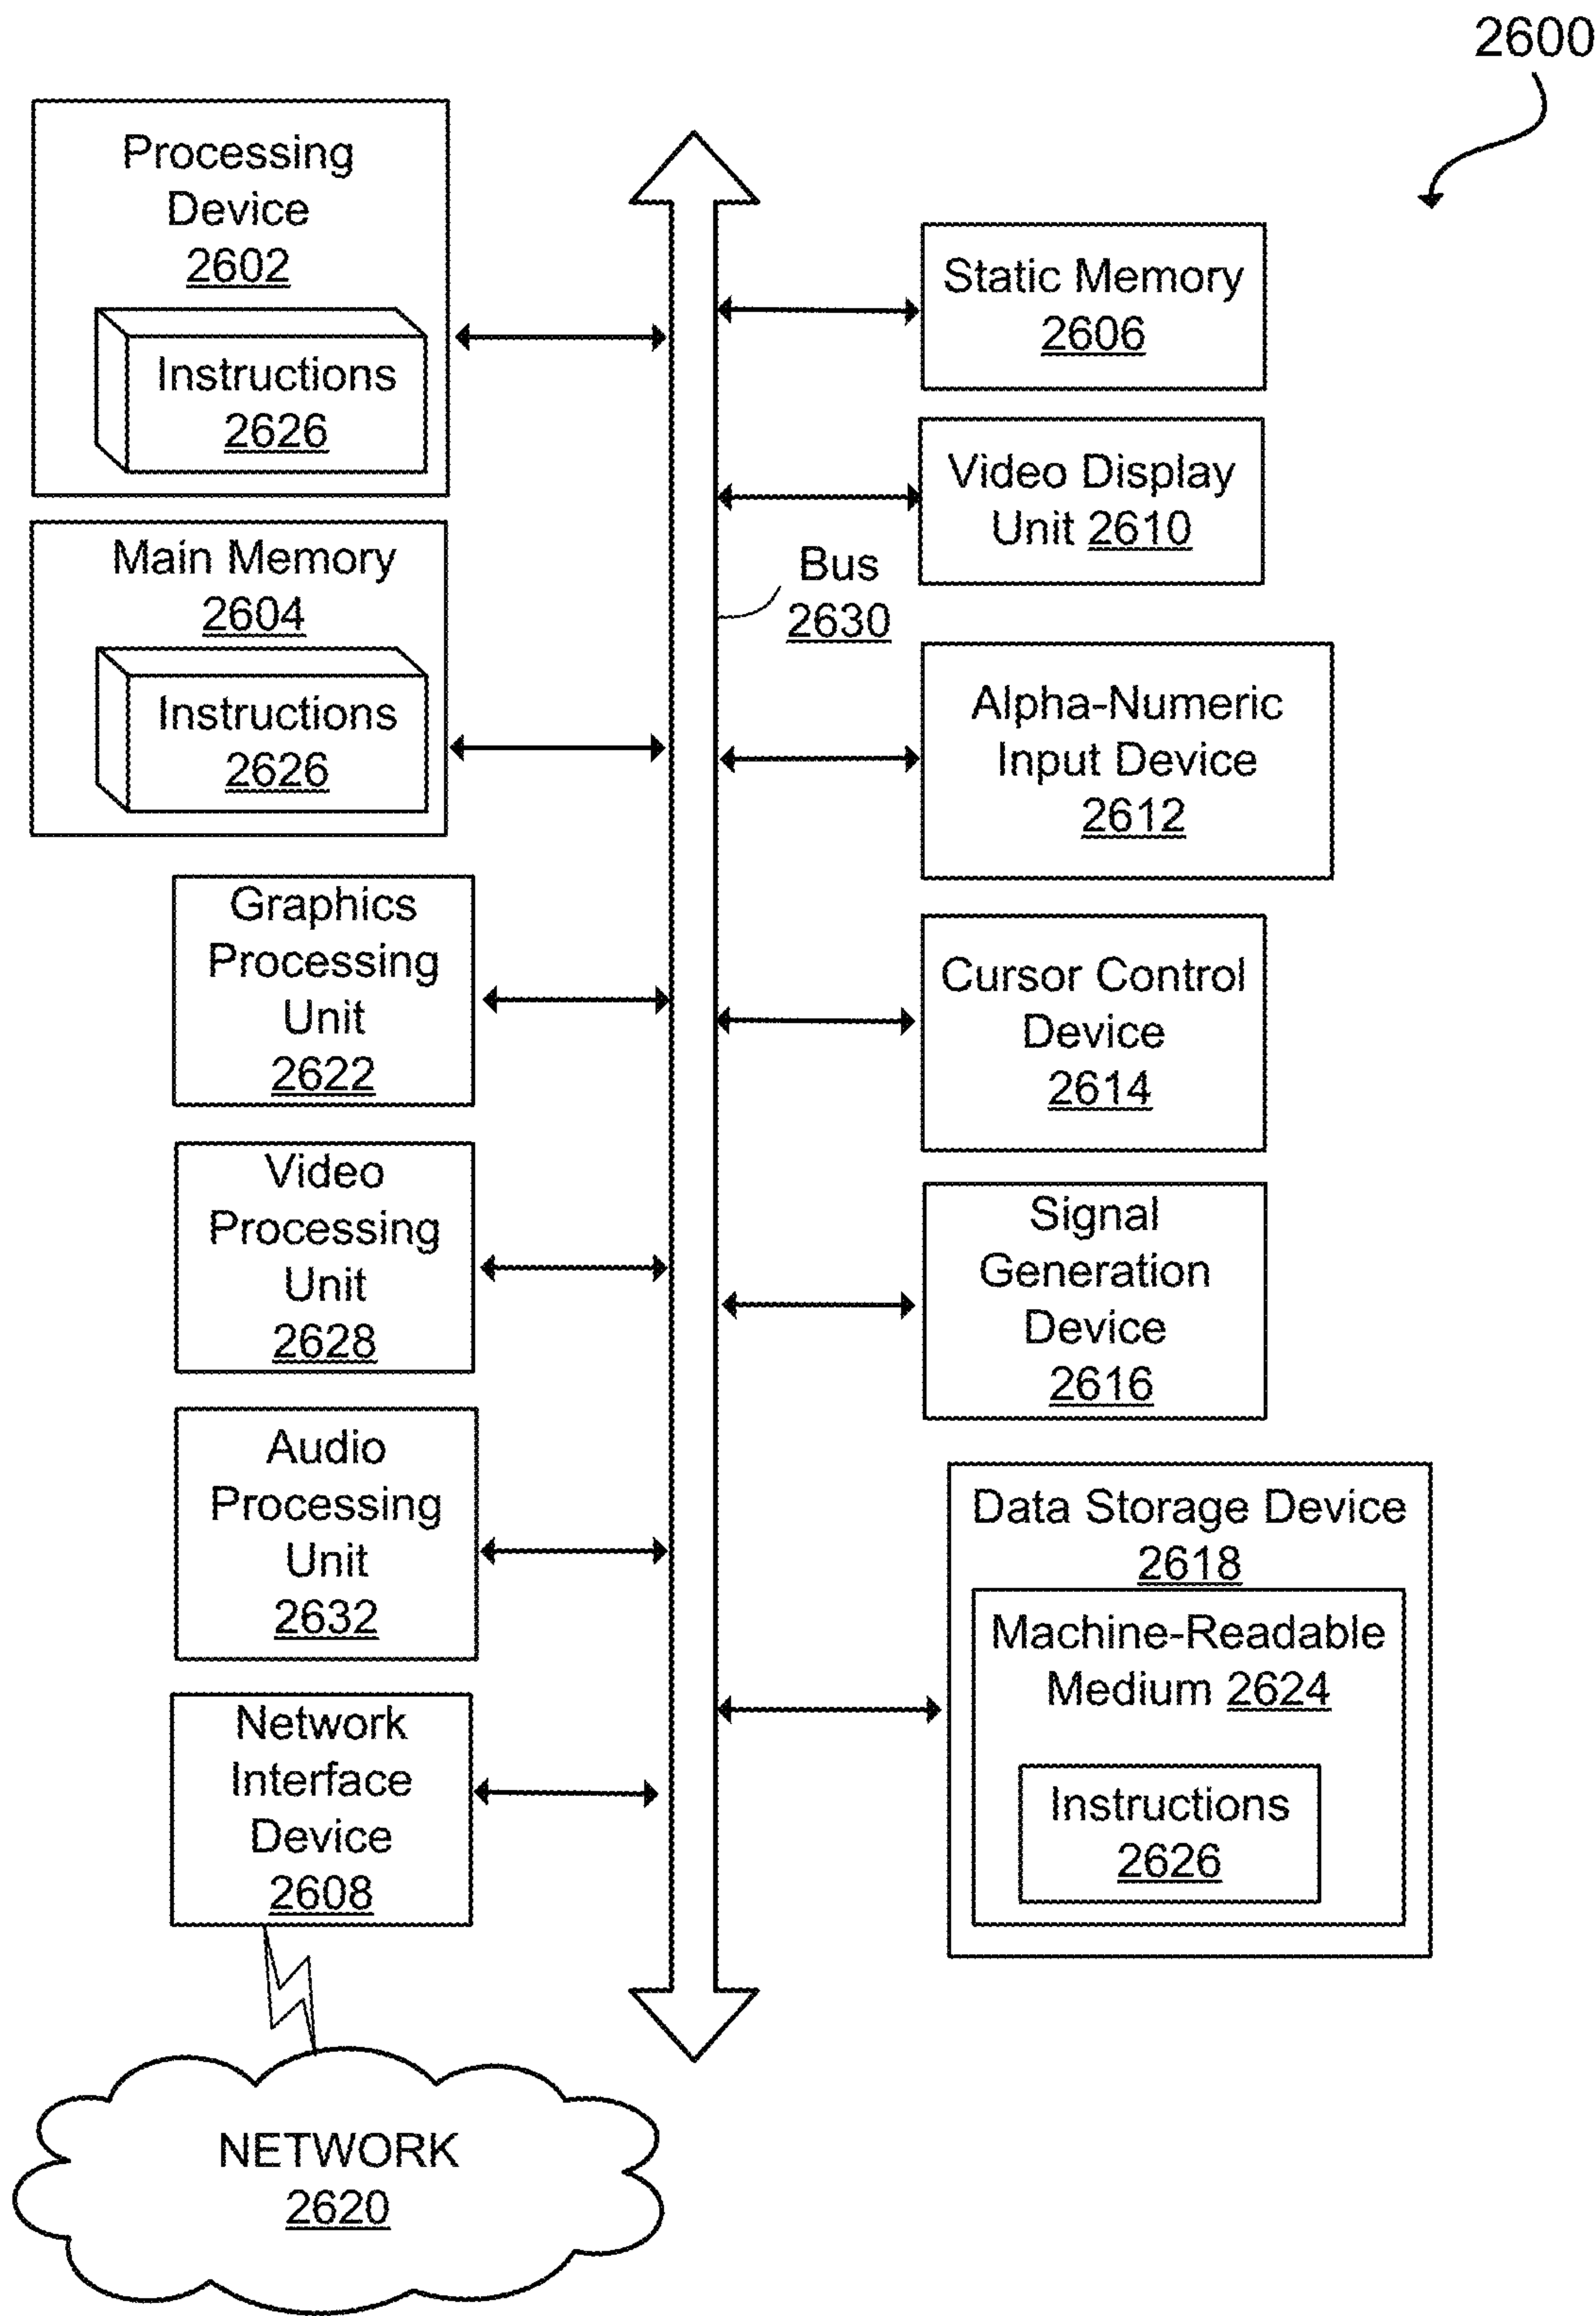 2600
Processing
Device
2602
Instructions
2626
Main Memory
2604
Instructions
2626
Graphics
Processing
Unit
2622
Video
Processing
Unit
2628
Audio
Processing
Unit
2632
Network
Interface
Device
2608
NETWORK
2620
Bus
2630
Static Memory
2606
Video Display
Unit 2610
Alpha-Numeric
Input Device
2612
Cursor Control
Device
2614
Signal
Generation
Device
2616
Data Storage Device
2618
Machine-Readable
Medium 2624
Instructions
2626